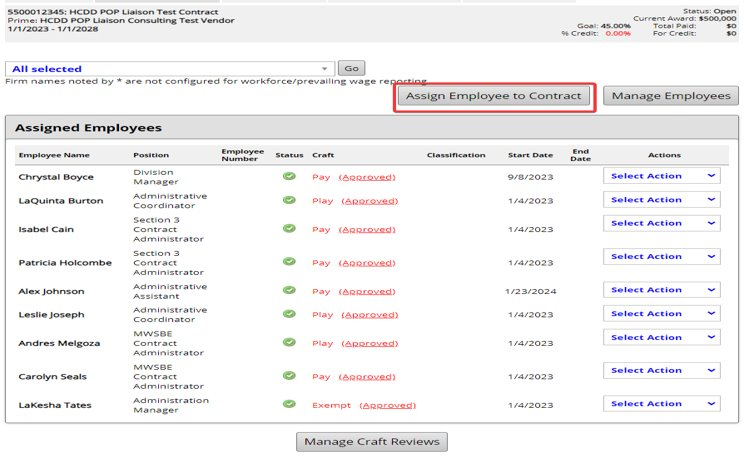 5500012345: HCDD POP Liaison Test Contract
Prime: HCDD POP Liaison Consulting Test Vendor
1/1/2023 - 1/1/2028
Status: Open
Current Award: $500,000
Goal: 45.00% Total Paid: $0
% Credit: 0.00% For Credit: $0
All selected Go
Firm names noted by * are not configured for workforce/prevailing wage reporting
Assign Employee to Contract Manage Employees
Assigned Employees
Employee Name Position Employee Number Status Craft Classification Start Date End Date Actions
Chrystal Boyce Division Manager Pay (Approved) 9/8/2023 Select Action
LaQuinta Burton Administrative Coordinator Play (Approved) 1/4/2023 Select Action
Isabel Cain Section 3 Contract Administrator Pay (Approved) 1/4/2023 Select Action
Patricia Holcombe Section 3 Contract Administrator Pay (Approved) 1/4/2023 Select Action
Alex Johnson Administrative Assistant Pay (Approved) 1/23/2024 Select Action
Leslie Joseph Administrative Coordinator Play (Approved) 1/4/2023 Select Action
Andres Melgoza MWSBE Contract Administrator Play (Approved) 1/4/2023 Select Action
Carolyn Seals MWSBE Contract Administrator Pay (Approved) 1/4/2023 Select Action
LaKesha Tates Administration Manager Exempt (Approved) 1/4/2023 Select Action
Manage Craft Reviews